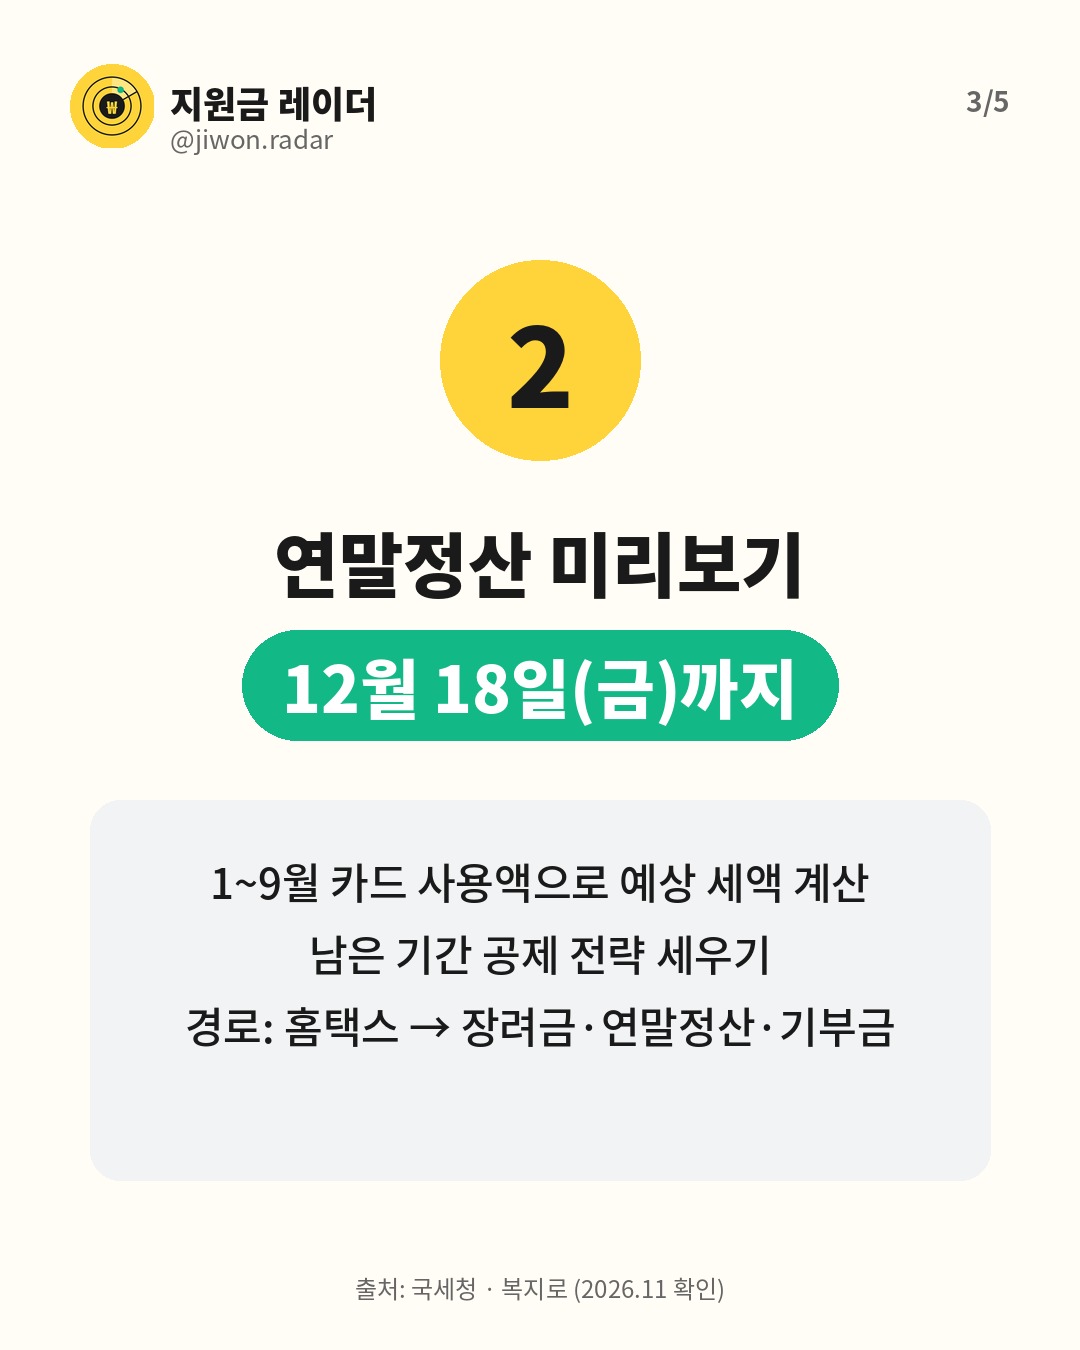 지원금 레이더
@jiwon.radar
3/5
₩
2
연말정산 미리보기
12월 18일(금)까지
1~9월 카드 사용액으로 예상 세액 계산
남은 기간 공제 전략 세우기
경로: 홈택스 → 장려금·연말정산·기부금
출처: 국세청 · 복지로 (2026.11 확인)